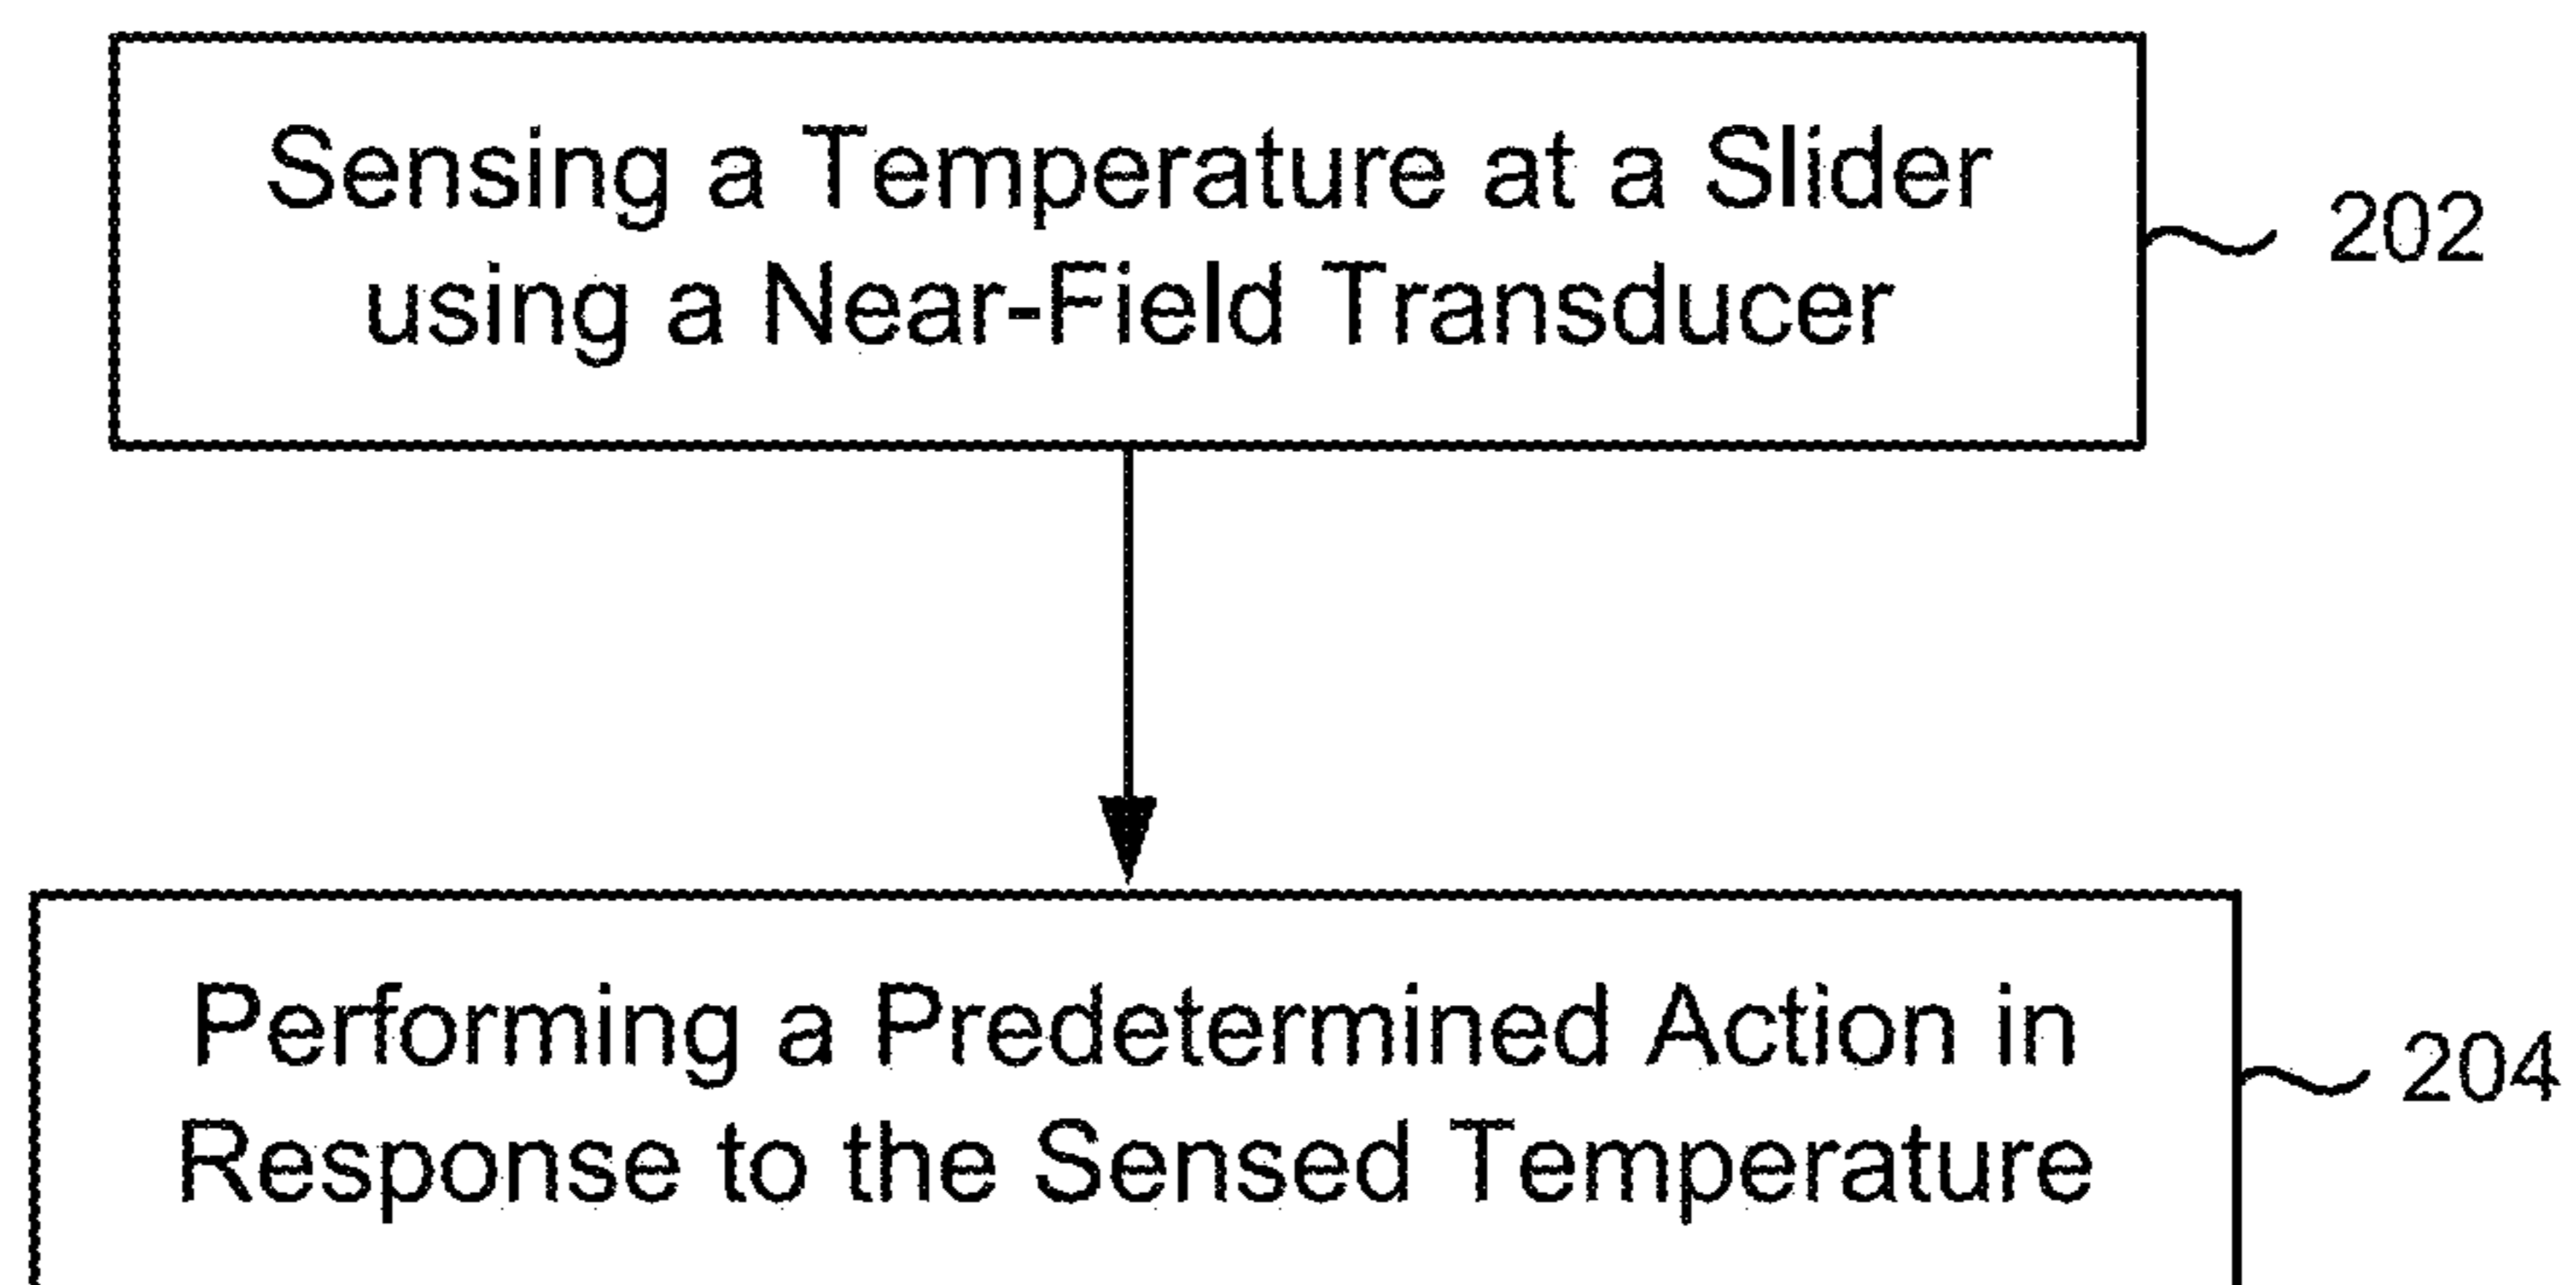 Sensing a Temperature at a Slider
using a Near-Field Transducer
202
Performing a Predetermined Action in
Response to the Sensed Temperature
204